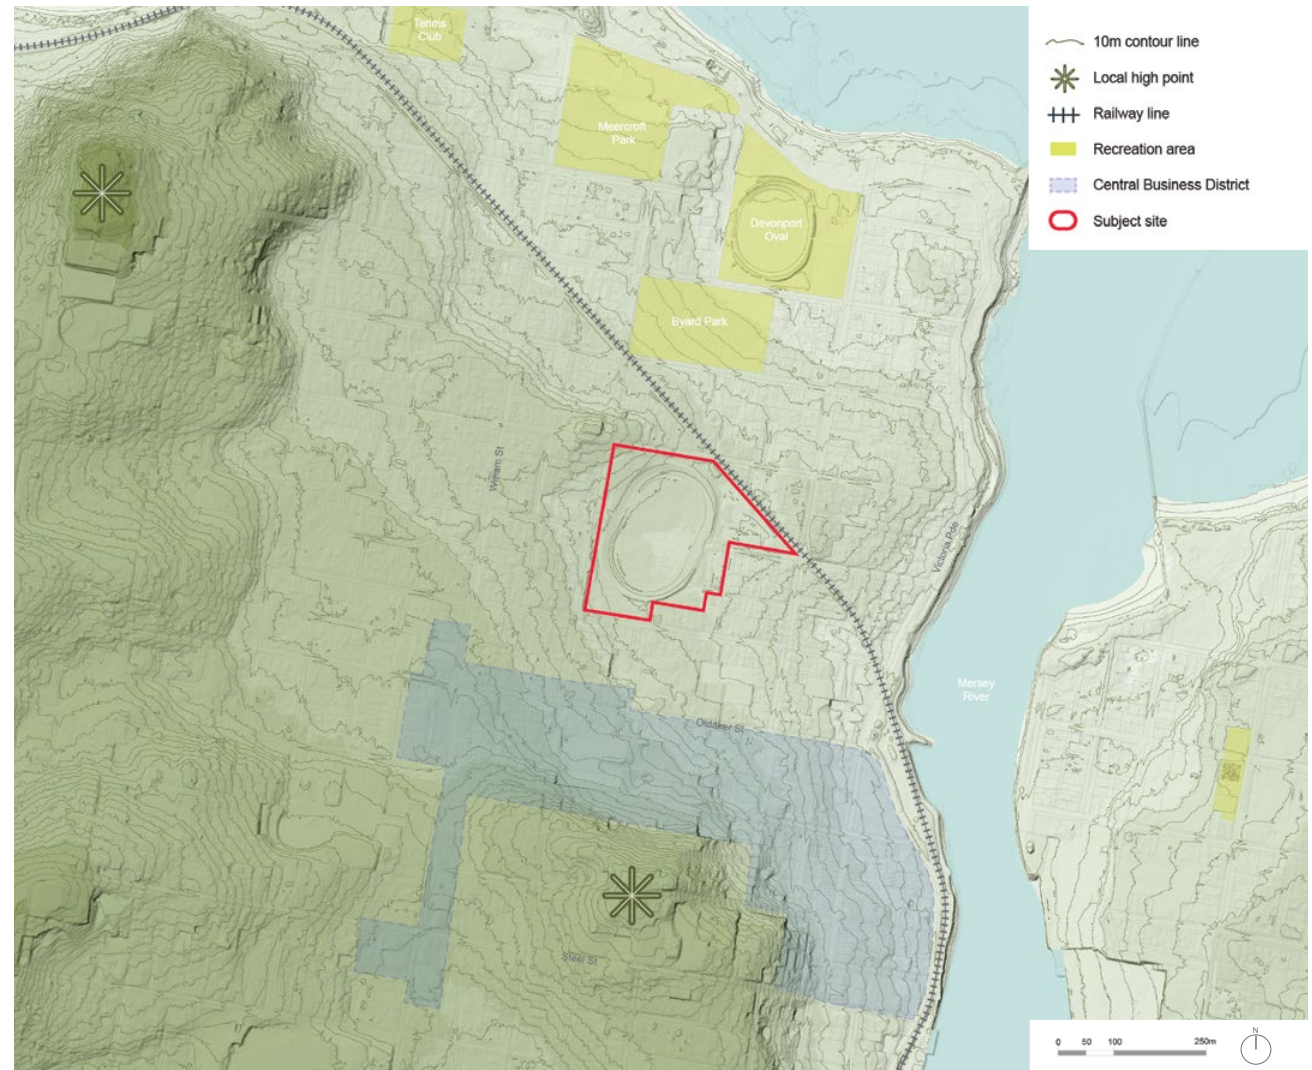 Tennis
Club
Meercroft
Park
Devonport
Oval
Byard Park
William St
Victoria Pde
Mersey
River
Oldaker St
Steel St
10m contour line
Local high point
Railway line
Recreation area
Central Business District
Subject site
0 50 100 250m
N